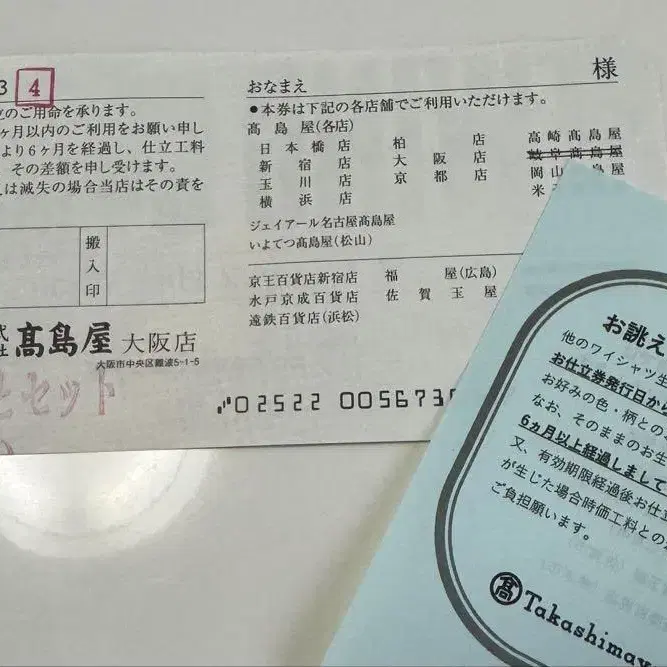 3 4
おなまえ 様
●本券は下記の各店舗でご利用いただけます。
髙島屋(各店)
日本橋店 柏店 高崎髙島屋
新宿店 大阪店 岐阜髙島屋
玉川店 京都店 岡山 島屋
横浜店 米
ジェイアール名古屋髙島屋
いよてつ髙島屋(松山)
京王百貨店新宿店 福屋(広島)
水戸京成百貨店 佐賀玉屋
遠鉄百貨店(浜松)
立のご用命を承ります。
ヶ月以内のご利用をお願い申し
より6ヶ月を経過し、仕立工料
その差額を申し受けます。
は滅失の場合当店はその責を
搬入印
髙島屋 大阪店
大阪市中央区難波5-1-5
セット
02522 005673
お誂え
他のワイシャツ生
お仕立券発行日から
お好みの色・柄との
なお、そのままのお生
6ヵ月以上経過しまして
又、有効期限経過後お仕立
が生じた場合時価工料との
ご負担願います。
髙 Takashimay